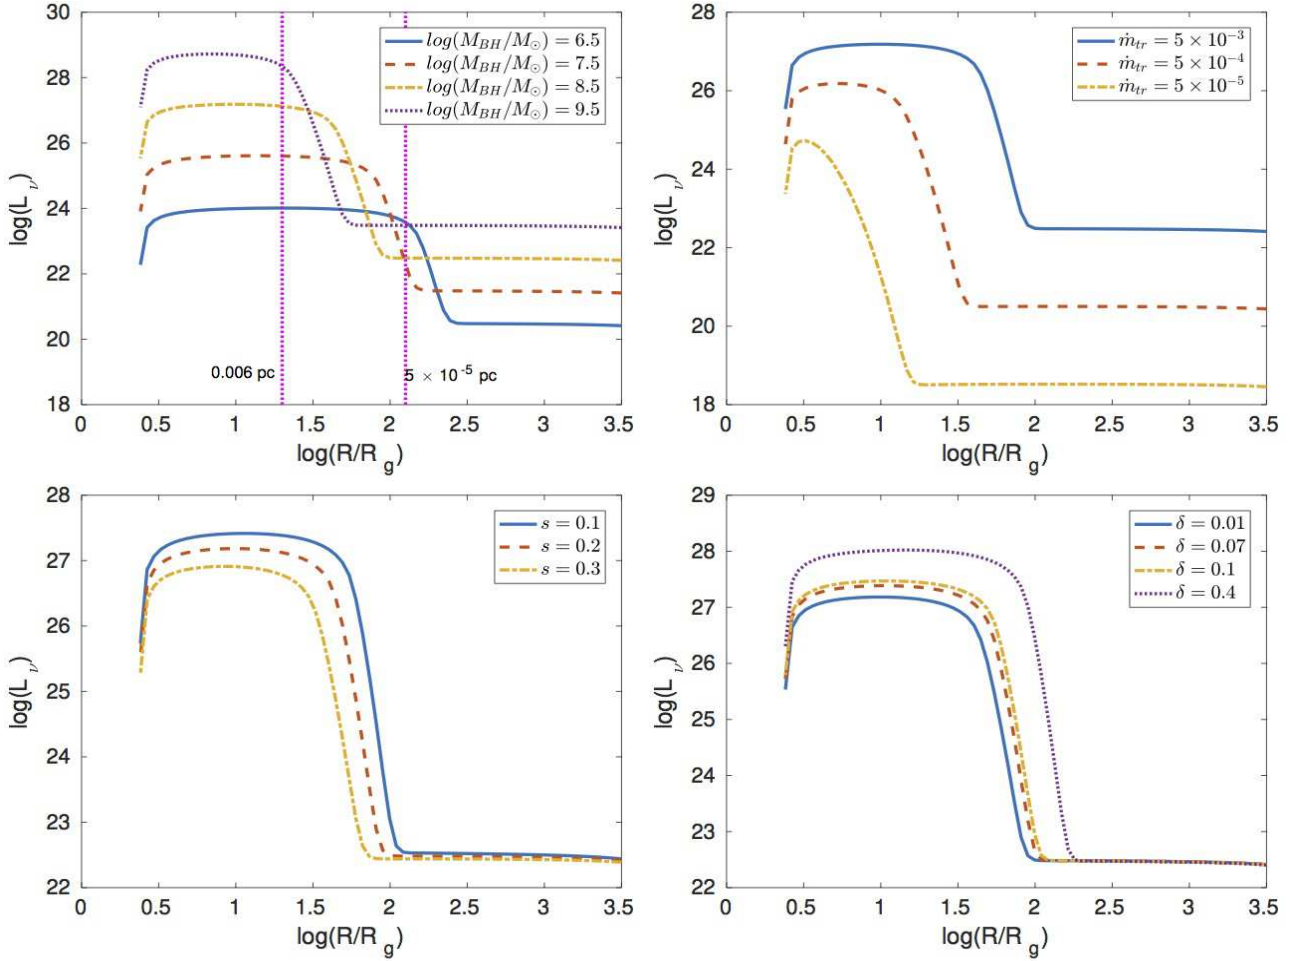 30
28
26
24
22
20
18
log(L ν)
log(M_BH/M_⊙) = 6.5
log(M_BH/M_⊙) = 7.5
log(M_BH/M_⊙) = 8.5
log(M_BH/M_⊙) = 9.5
0.006 pc
5 × 10^-5 pc
0 0.5 1 1.5 2 2.5 3 3.5
log(R/R_g)
28
26
24
22
20
18
log(L ν)
ṁ_tr = 5 × 10^−3
ṁ_tr = 5 × 10^−4
ṁ_tr = 5 × 10^−5
0 0.5 1 1.5 2 2.5 3 3.5
log(R/R_g)
28
27
26
25
24
23
22
log(L ν)
s = 0.1
s = 0.2
s = 0.3
0 0.5 1 1.5 2 2.5 3 3.5
log(R/R_g)
29
28
27
26
25
24
23
22
log(L ν)
δ = 0.01
δ = 0.07
δ = 0.1
δ = 0.4
0 0.5 1 1.5 2 2.5 3 3.5
log(R/R_g)